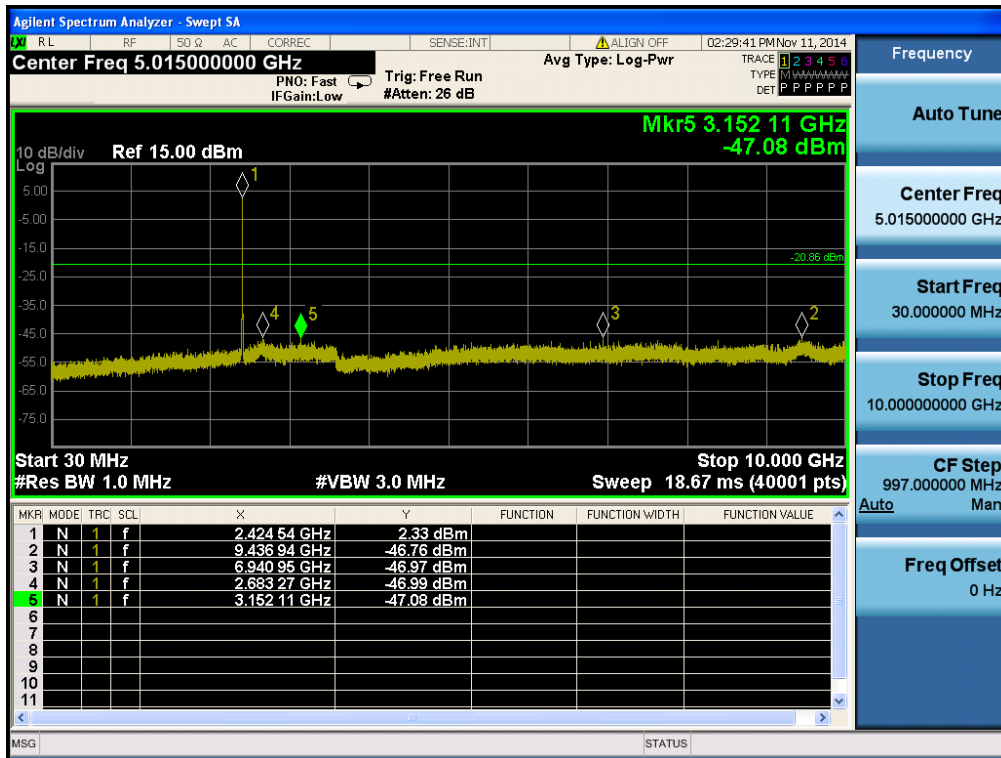 Agilent Spectrum Analyzer - Swept SA
LXI RL RF 50 Ω AC CORREC SENSE:INT ALIGN OFF 02:29:41 PM Nov 11, 2014
Center Freq 5.015000000 GHz
PNO: Fast
IFGain:Low
Trig: Free Run
#Atten: 26 dB
Avg Type: Log-Pwr
TRACE 1 2 3 4 5 6
TYPE M
DET P P P P P P
Mkr5 3.152 11 GHz
-47.08 dBm
10 dB/div Ref 15.00 dBm
Log
5.00
-5.00
-15.0
-25.0
-35.0
-45.0
-55.0
-65.0
-75.0
1
-20.86 dBm
4
5
3
2
Start 30 MHz
Stop 10.000 GHz
#Res BW 1.0 MHz
#VBW 3.0 MHz
Sweep 18.67 ms (40001 pts)
MKR MODE TRC SCL X Y FUNCTION FUNCTION WIDTH FUNCTION VALUE
1 N 1 f 2.424 54 GHz 2.33 dBm
2 N 1 f 9.436 94 GHz -46.76 dBm
3 N 1 f 6.940 95 GHz -46.97 dBm
4 N 1 f 2.683 27 GHz -46.99 dBm
5 N 1 f 3.152 11 GHz -47.08 dBm
6
7
8
9
10
11
MSG
STATUS
Frequency
Auto Tune
Center Freq
5.015000000 GHz
Start Freq
30.000000 MHz
Stop Freq
10.000000000 GHz
CF Step
997.000000 MHz
Auto Man
Freq Offset
0 Hz